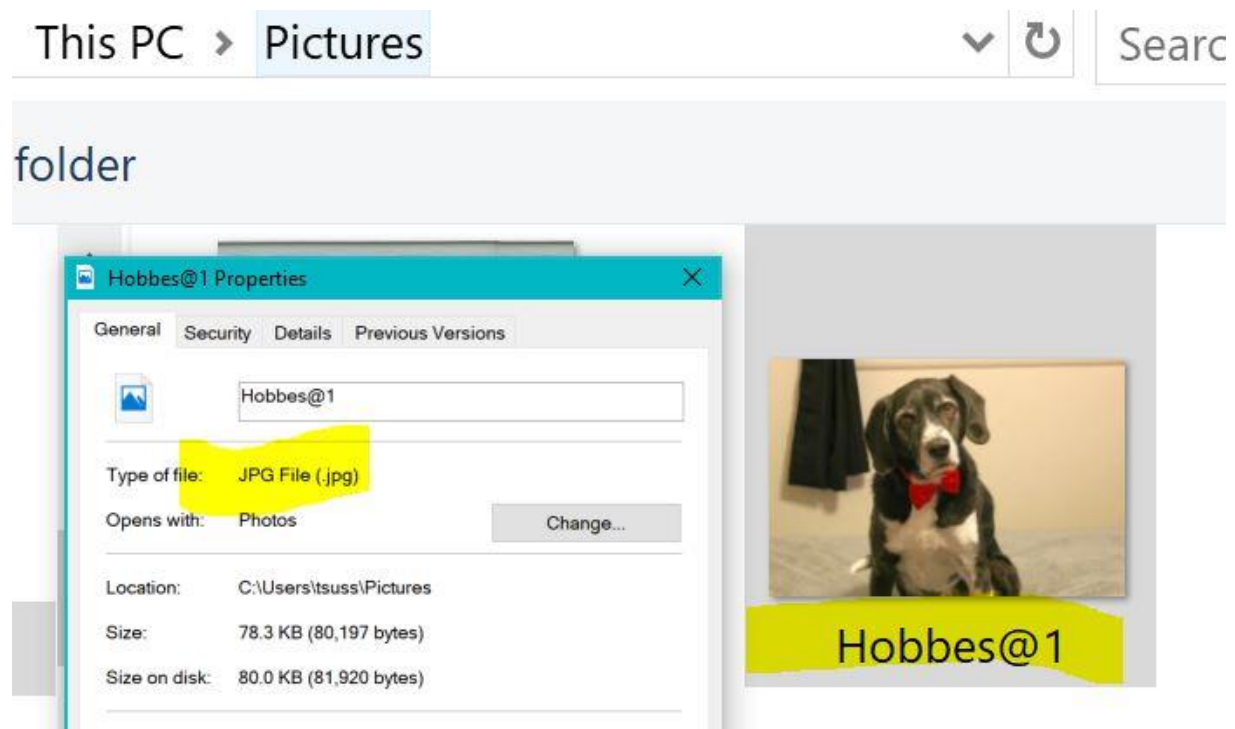 This PC > Pictures
Searc
folder
Hobbes@1 Properties
General Security Details Previous Versions
Hobbes@1
Type of file: JPG File (.jpg)
Opens with: Photos Change...
Location: C:\Users\tsuss\Pictures
Size: 78.3 KB (80,197 bytes)
Size on disk: 80.0 KB (81,920 bytes)
Hobbes@1